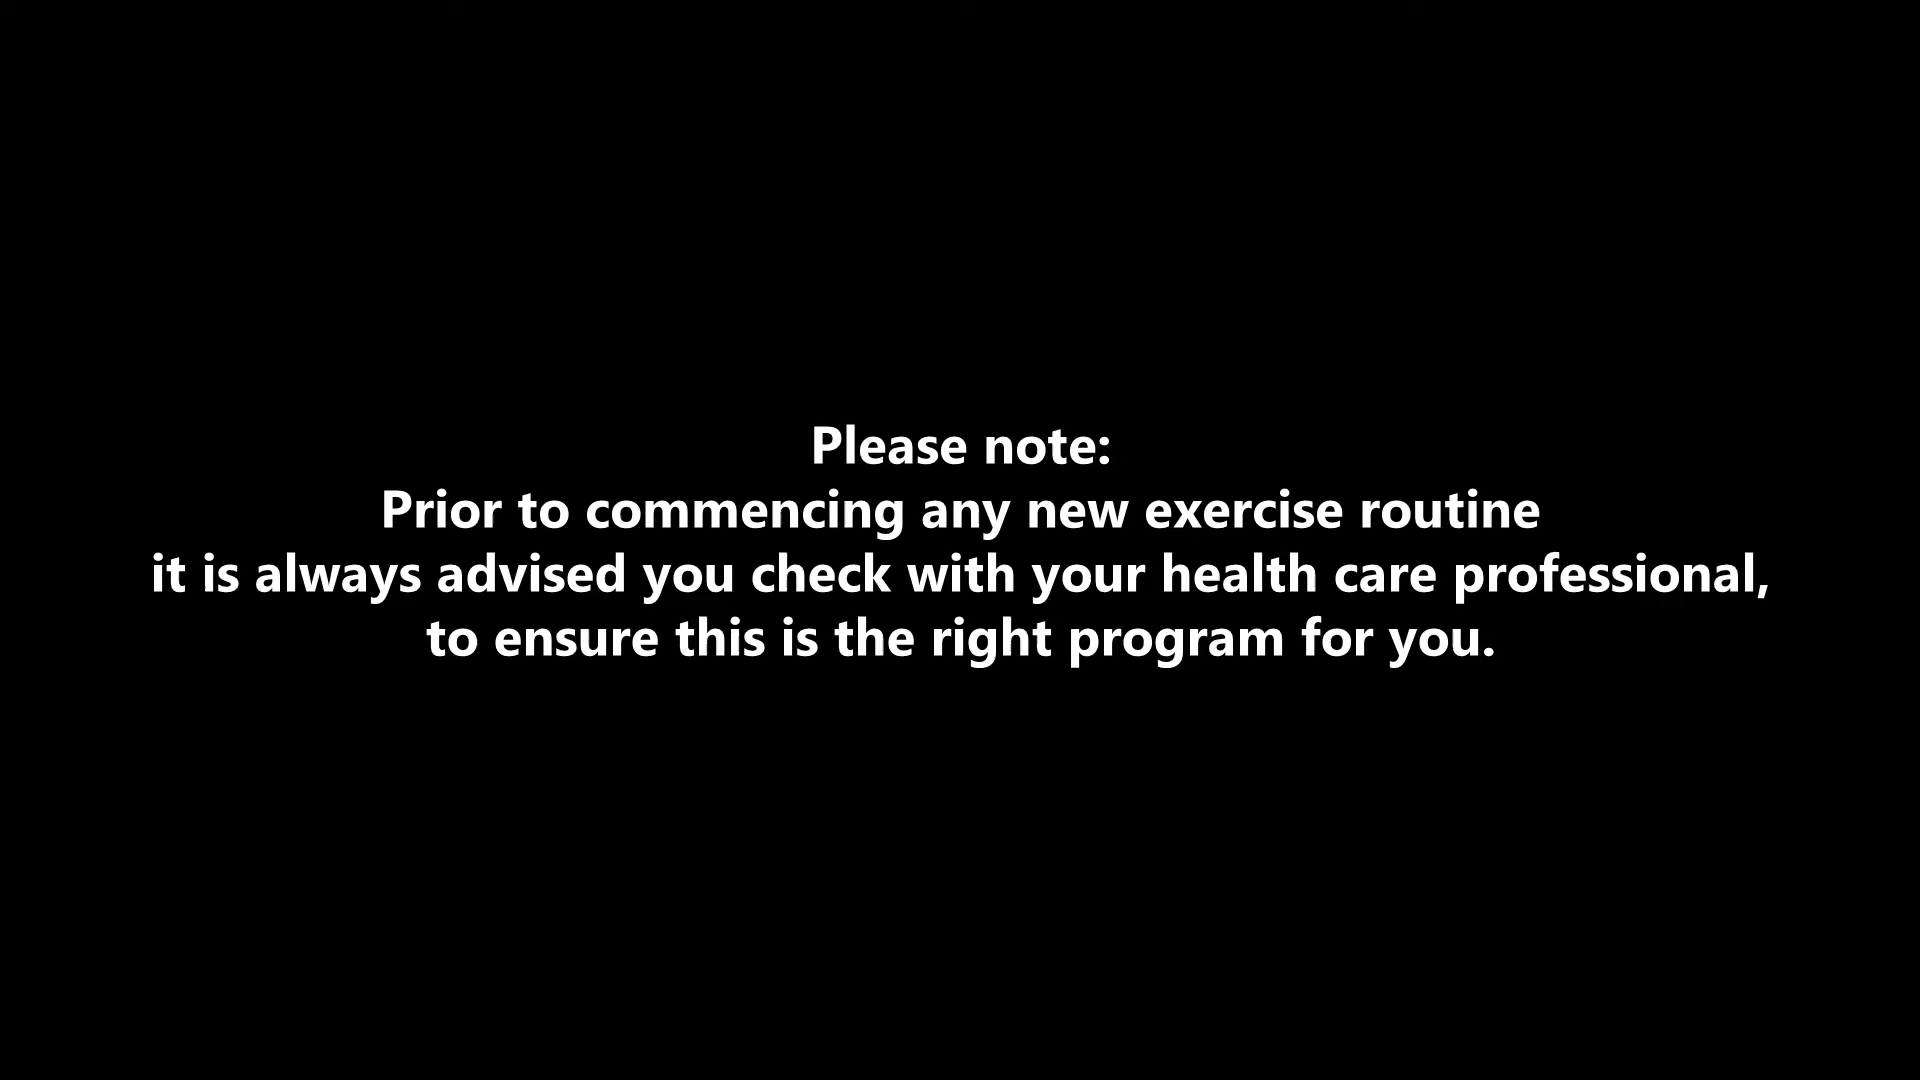 Please note:
Prior to commencing any new exercise routine
it is always advised you check with your health care professional,
to ensure this is the right program for you.